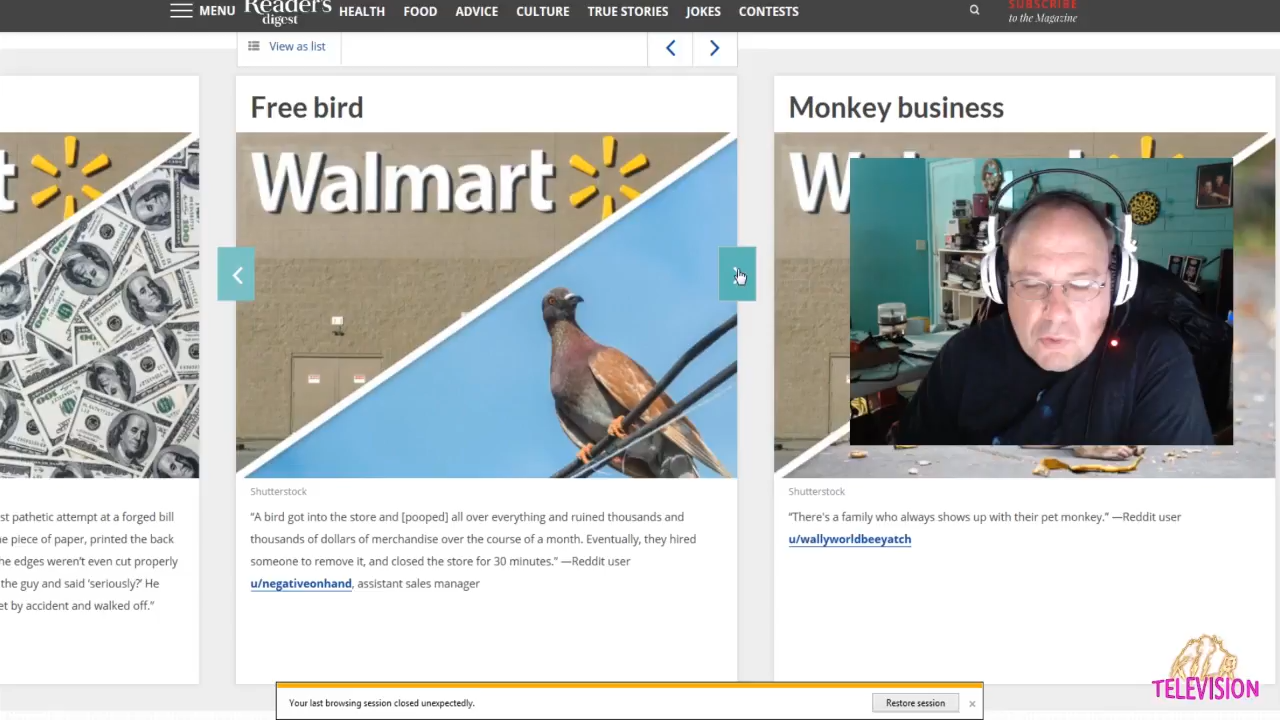 MENU
Reader's
digest
HEALTH
FOOD
ADVICE
CULTURE
TRUE STORIES
JOKES
CONTESTS
SUBSCRIBE
to the Magazine
View as list
Free bird
Walmart
Shutterstock
“A bird got into the store and [pooped] all over everything and ruined thousands and
thousands of dollars of merchandise over the course of a month. Eventually, they hired
someone to remove it, and closed the store for 30 minutes.” —Reddit user
u/negativeonhand, assistant sales manager
Monkey business
W
Shutterstock
“There's a family who always shows up with their pet monkey.” —Reddit user
u/wallyworldbeeyatch
t
st pathetic attempt at a forged bill
e piece of paper, printed the back
he edges weren't even cut properly
the guy and said ‘seriously?’ He
et by accident and walked off.”
Your last browsing session closed unexpectedly.
Restore session
KILR
TELEVISION